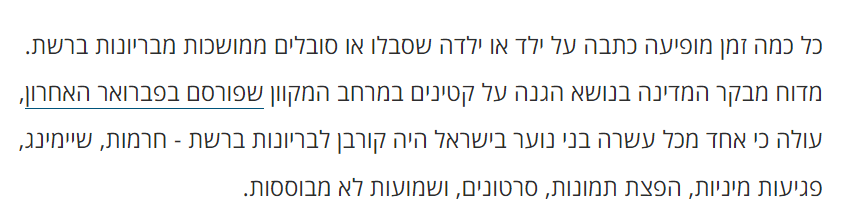 כל כמה זמן מופיעה כתבה על ילד או ילדה שסבלו או סובלים ממושכות מבריונות ברשת.
מדוח מבקר המדינה בנושא הגנה על קטינים במרחב המקוון שפורסם בפברואר האחרון,
עולה כי אחד מכל עשרה בני נוער בישראל היה קורבן לבריונות ברשת - חרמות, שיימינג,
פגיעות מיניות, הפצת תמונות, סרטונים, ושמועות לא מבוססות.